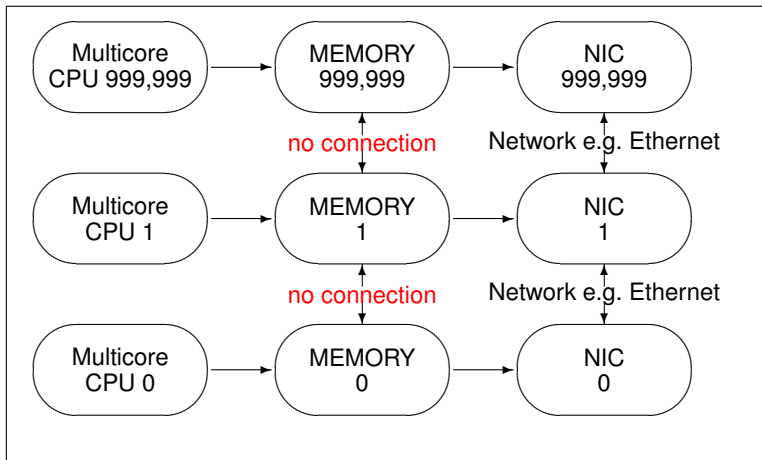 Multicore
CPU 999,999
MEMORY
999,999
NIC
999,999
no connection
Network e.g. Ethernet
Multicore
CPU 1
MEMORY
1
NIC
1
no connection
Network e.g. Ethernet
Multicore
CPU 0
MEMORY
0
NIC
0